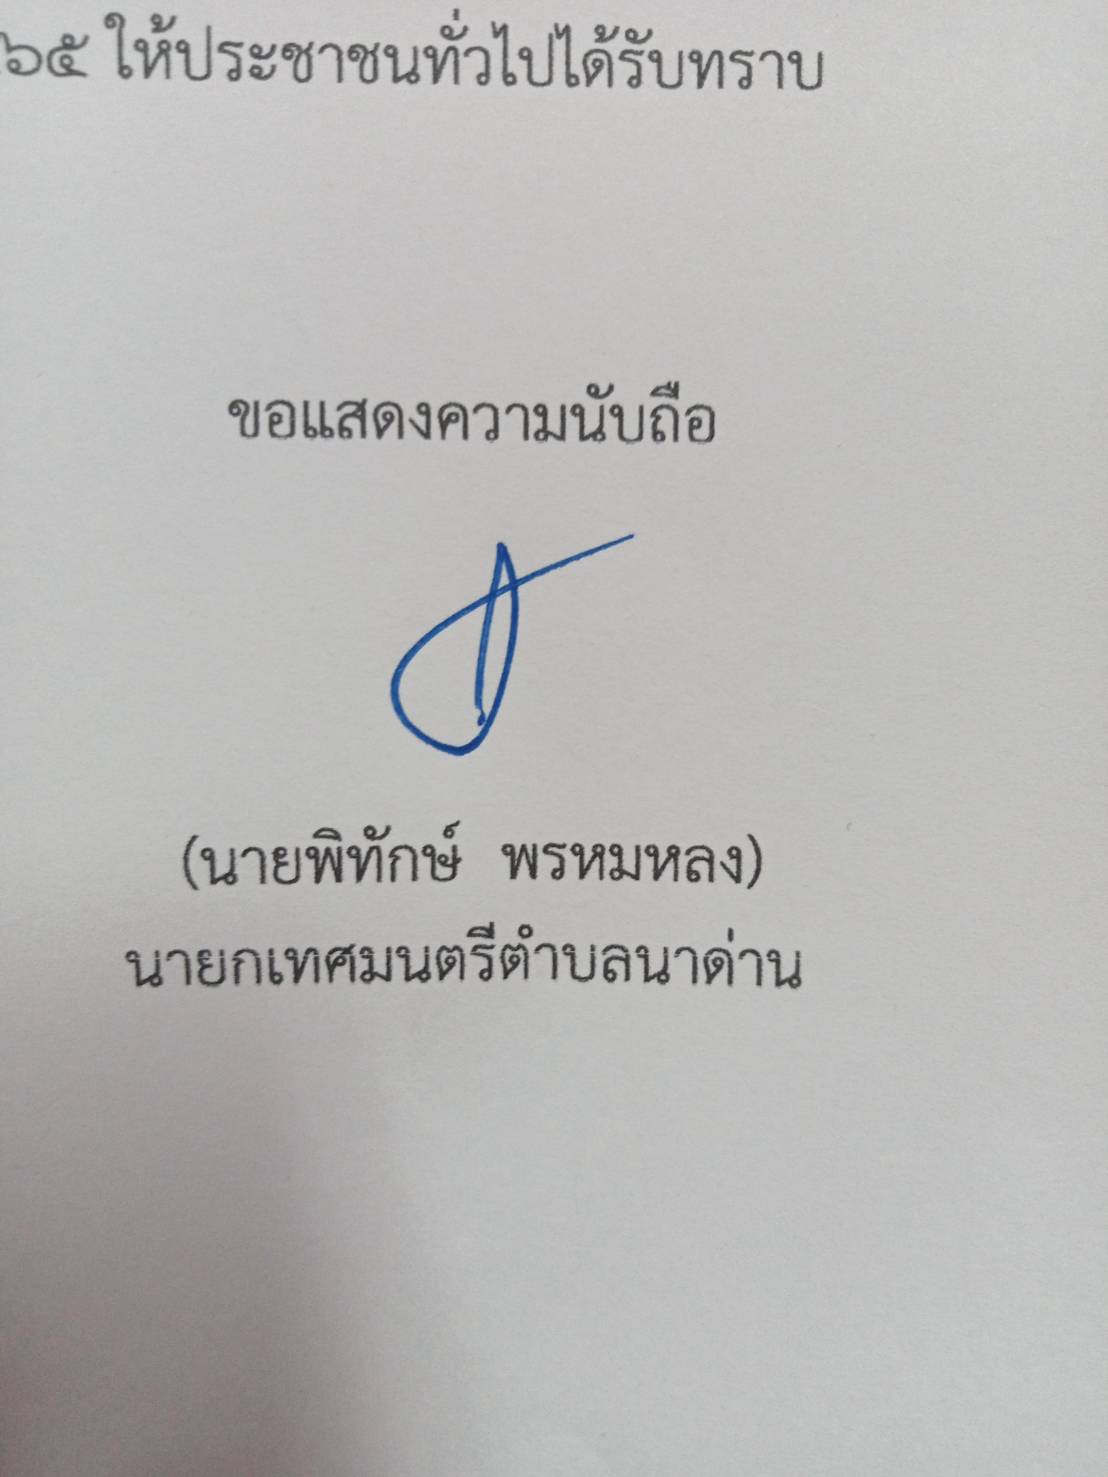 ๖๕ ให้ประชาชนทั่วไปได้รับทราบ
ขอแสดงความนับถือ
(นายพิทักษ์ พรหมหลง)
นายกเทศมนตรีตำบลนาด่าน